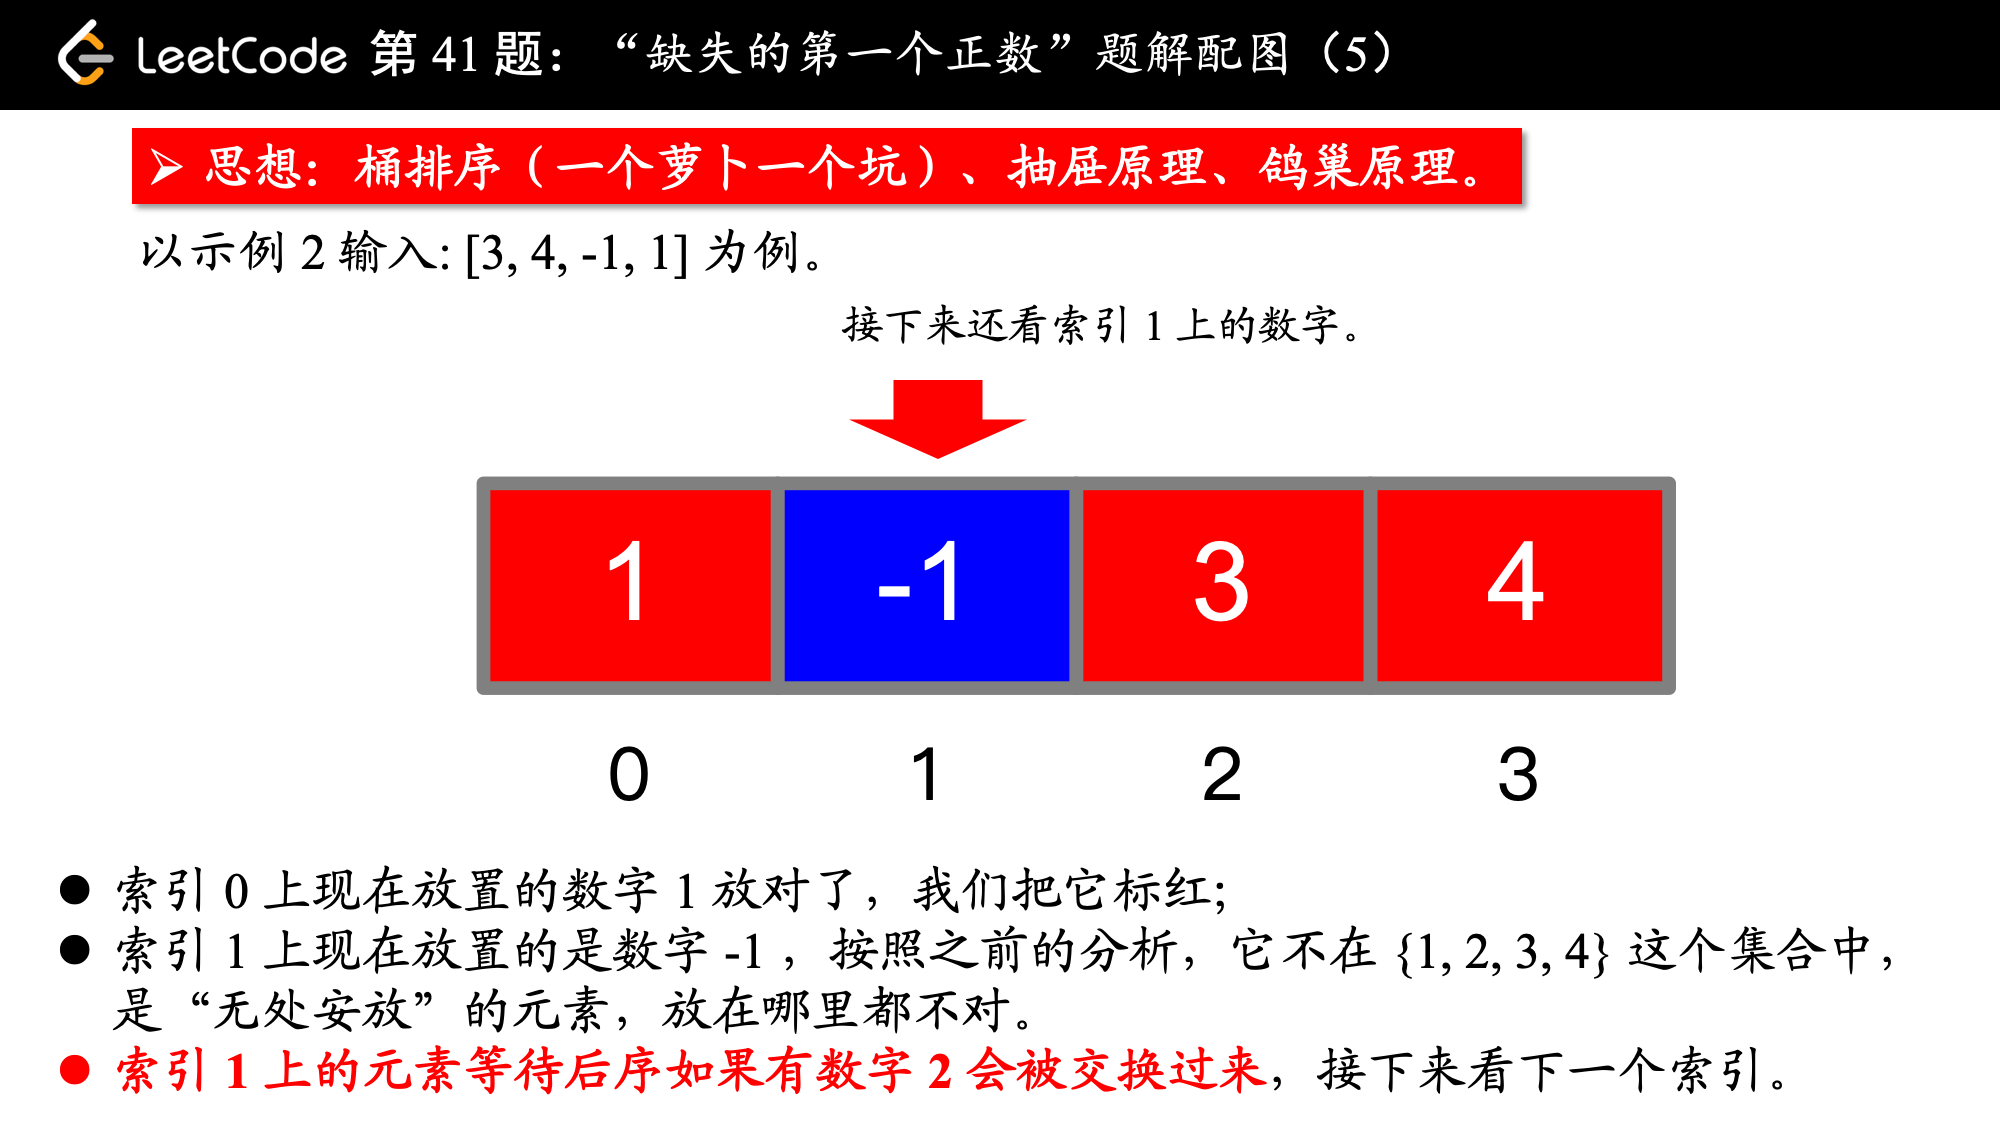 LeetCode 第 41 题：“缺失的第一个正数”题解配图（5）
➢ 思想：桶排序（一个萝卜一个坑）、抽屉原理、鸽巢原理。
以示例 2 输入: [3, 4, -1, 1] 为例。
接下来还看索引 1 上的数字。
1 -1 3 4
0 1 2 3
● 索引 0 上现在放置的数字 1 放对了，我们把它标红;
● 索引 1 上现在放置的是数字 -1 ，按照之前的分析，它不在 {1, 2, 3, 4} 这个集合中，
是“无处安放”的元素，放在哪里都不对。
● 索引 1 上的元素等待后序如果有数字 2 会被交换过来，接下来看下一个索引。